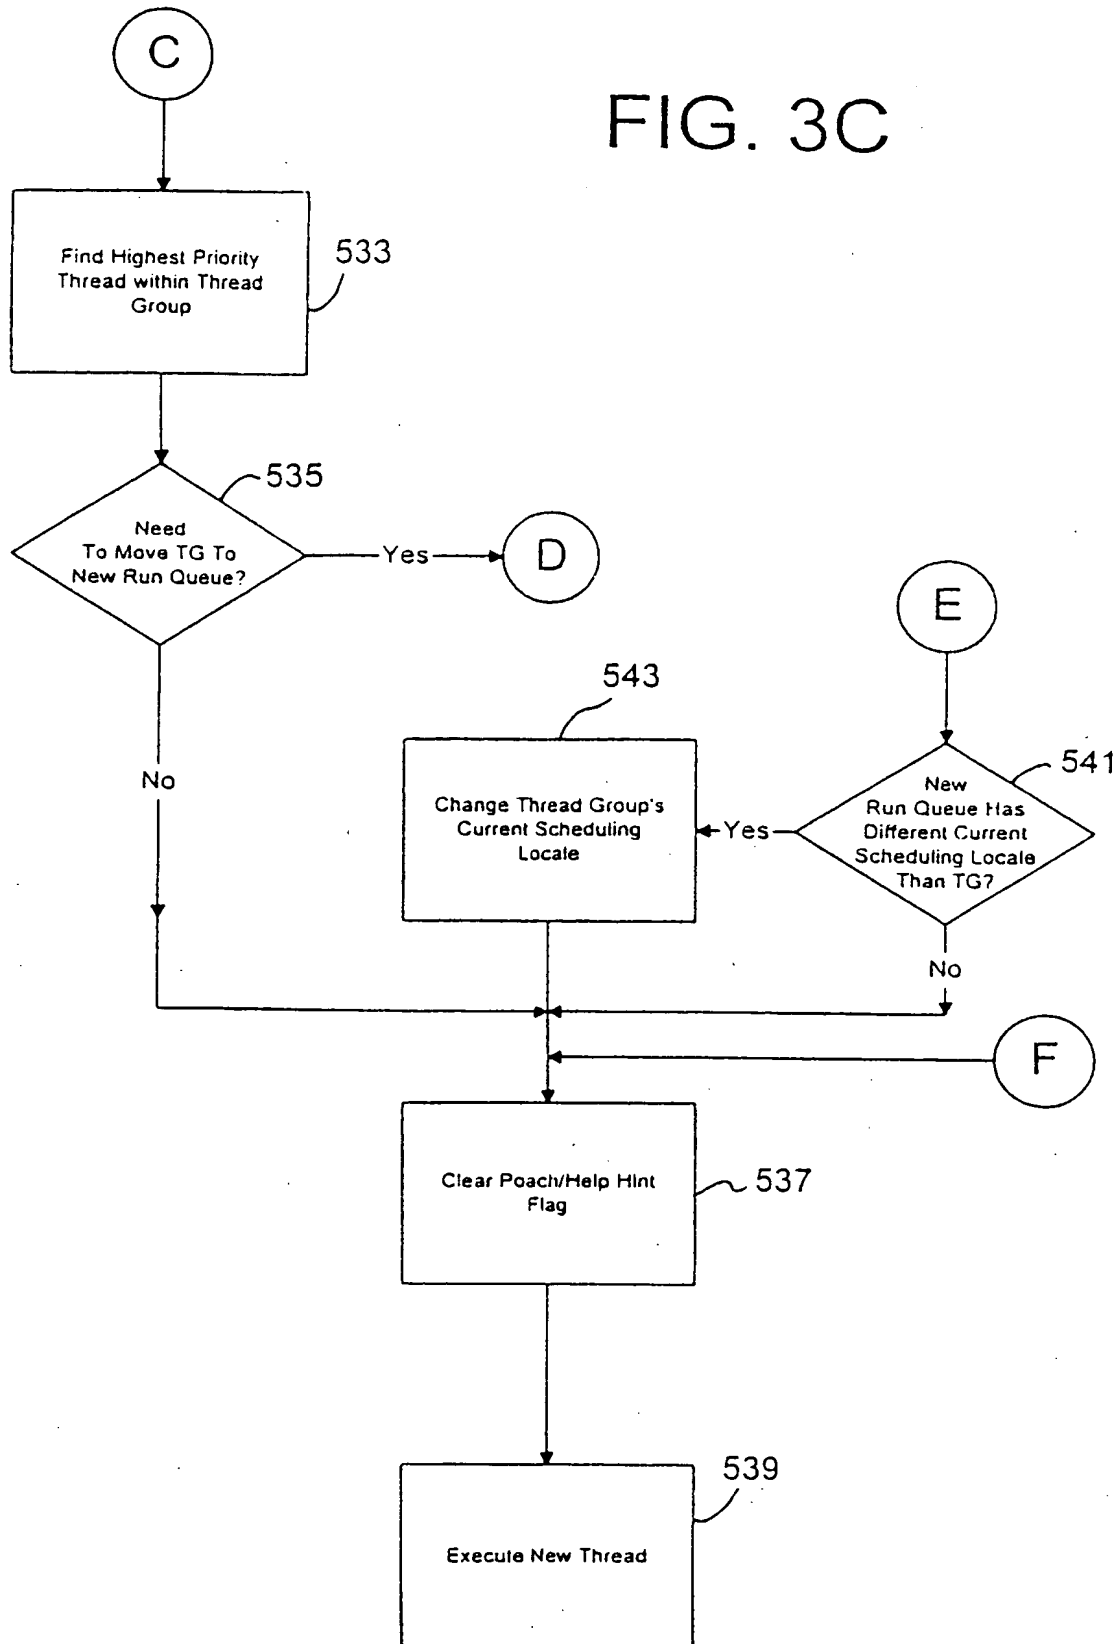 C
FIG. 3C
Find Highest Priority
Thread within Thread
Group
533
535
Need
To Move TG To
New Run Queue?
Yes
D
E
543
541
No
Change Thread Group's
Current Scheduling
Locale
Yes
New
Run Queue Has
Different Current
Scheduling Locale
Than TG?
No
F
Clear Poach/Help Hint
Flag
537
539
Execute New Thread